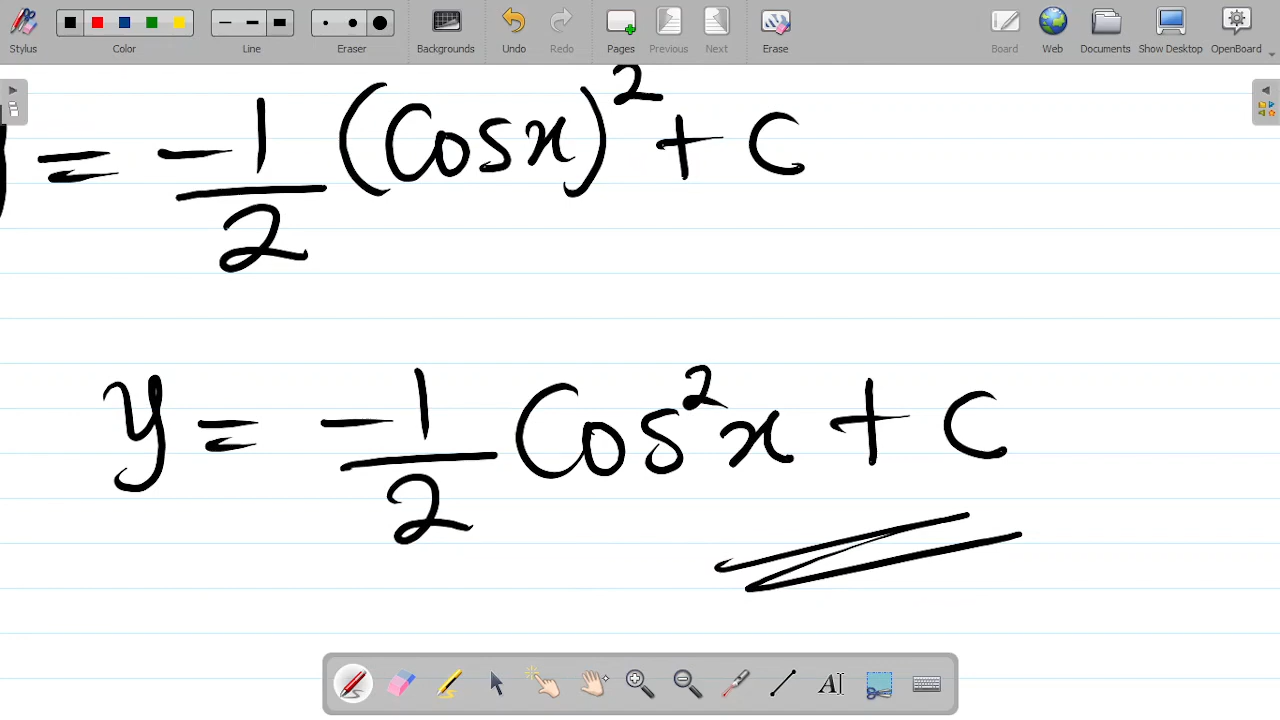 Stylus Color Line Eraser Backgrounds Undo Redo Pages Previous Next Erase Board Web Documents Show Desktop OpenBoard
= -1/2 (Cosx)² + C
y = -1/2 Cos²x + C